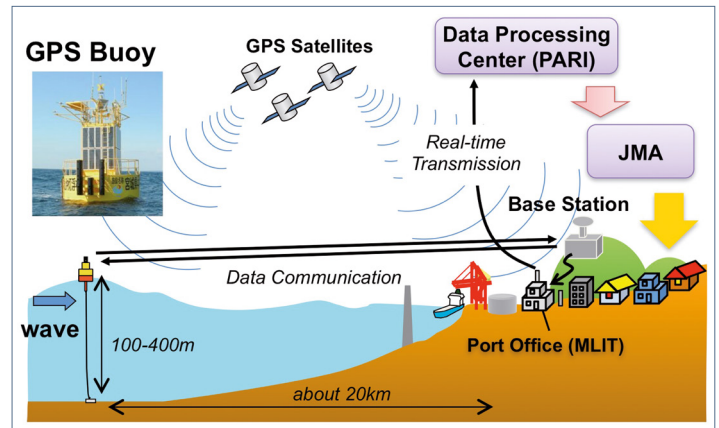 GPS Buoy
GPS Satellites
Data Processing
Center (PARI)
Real-time
Transmission
JMA
Base Station
Data Communication
wave
100-400m
Port Office (MLIT)
about 20km